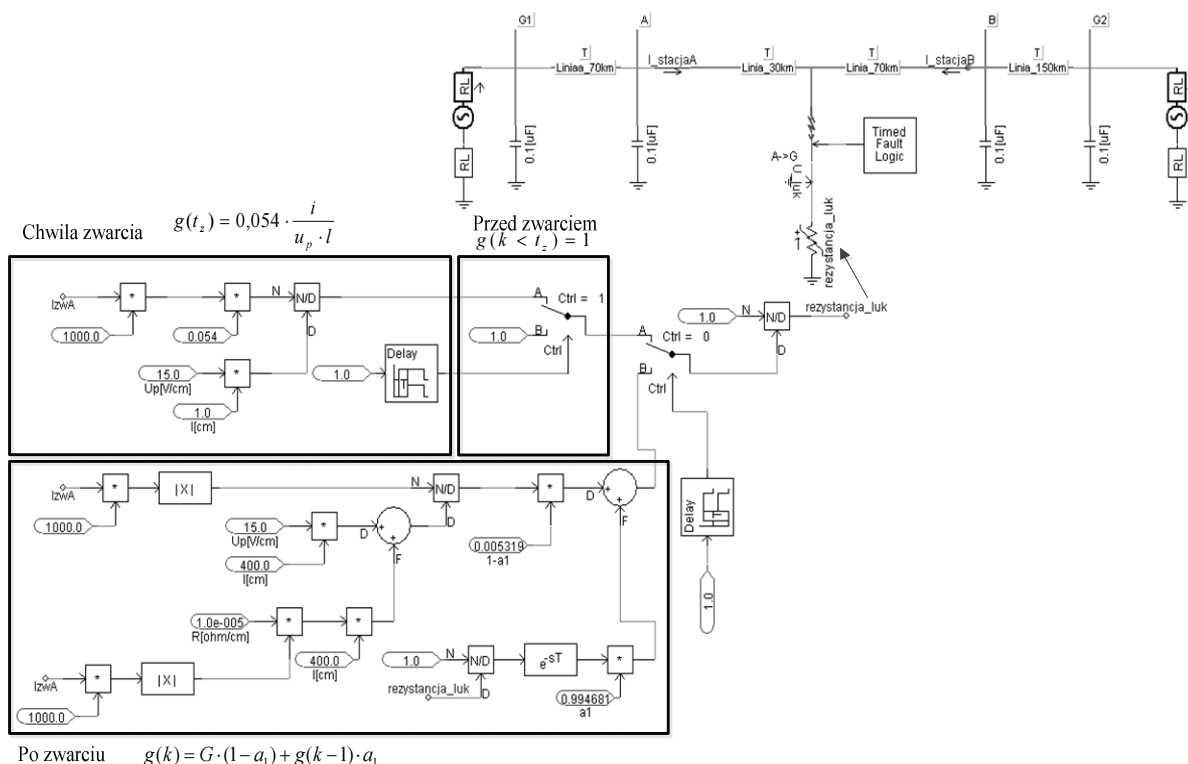 G1
A
B
G2
T
Liniaa_70km
I_stacjaA
T
Linia_30km
T
Linia_70km
I_stacjaB
T
Linia_150km
RL
S
RL
0.1[uF]
0.1[uF]
0.1[uF]
0.1[uF]
RL
S
RL
Timed
Fault
Logic
A->G
U_luk
+
1
rezystancja_luk
Chwila zwarcia
g(t_z) = 0,054 · i / (u_p · l)
Przed zwarciem
g(k < t_z) = 1
IzwA
*
1000.0
*
0.054
N
N/D
D
15.0
Up[V/cm]
*
1.0
l[cm]
1.0
Delay
T
A
B
Ctrl = 1
1.0
Ctrl
A
B
Ctrl = 0
Ctrl
1.0
N
N/D
D
rezystancja_luk
Delay
T
1.0
IzwA
*
1000.0
|X|
N
N/D
D
*
0.005319
1-a1
D
+
+
F
15.0
Up[V/cm]
*
400.0
l[cm]
D
+
+
F
1.0e-005
R[ohm/cm]
*
*
400.0
l[cm]
IzwA
*
1000.0
|X|
1.0
N
N/D
D
rezystancja_luk
e^-sT
*
0.994681
a1
Po zwarciu
g(k) = G · (1 − a_1) + g(k − 1) · a_1